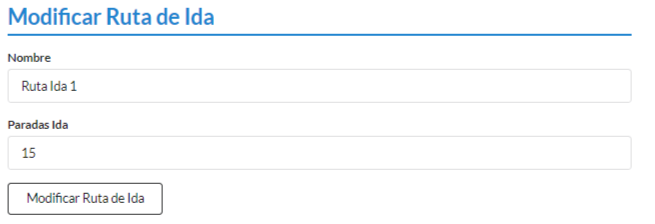 Modificar Ruta de Ida
Nombre
Ruta Ida 1
Paradas Ida
15
Modificar Ruta de Ida